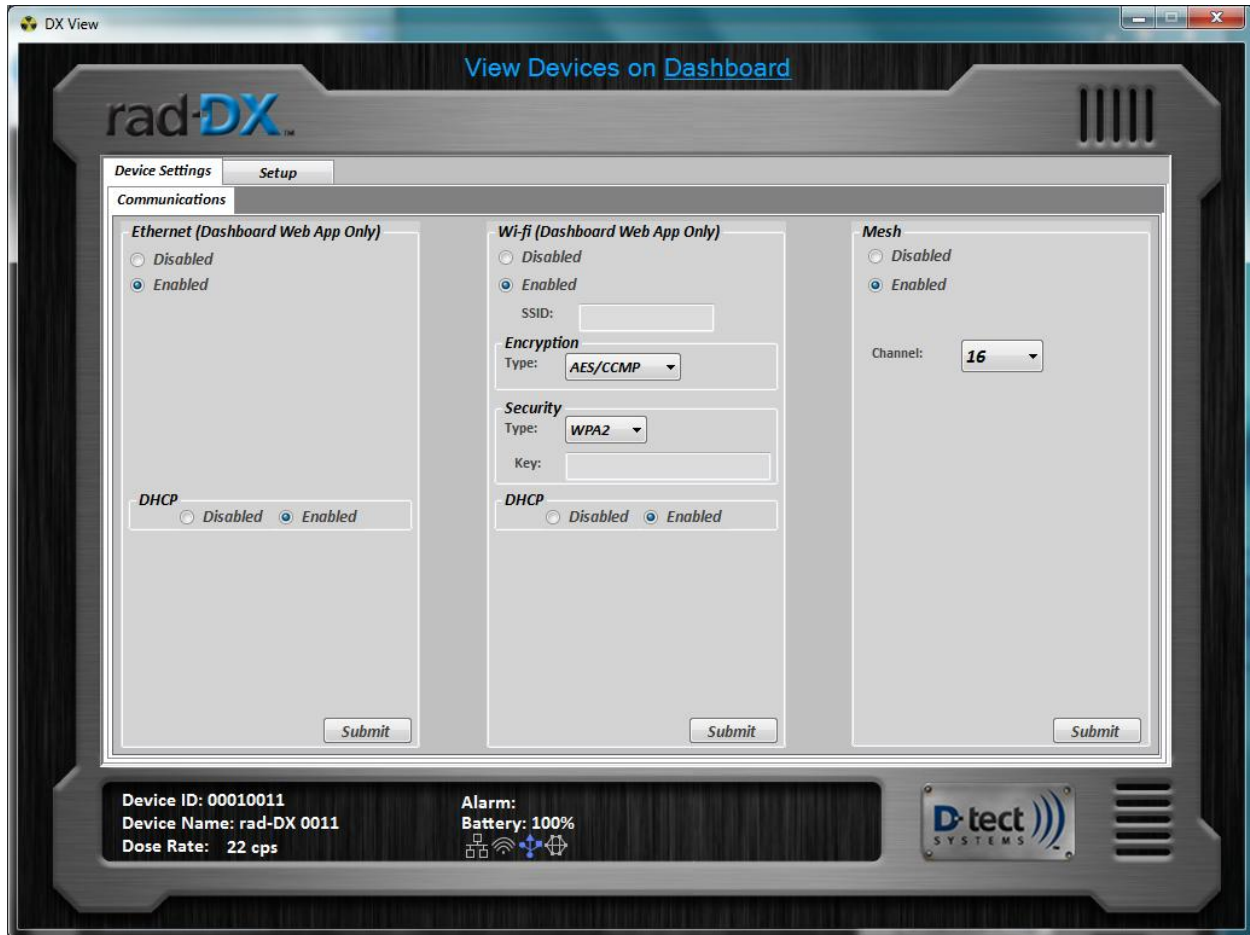 DX View
View Devices on Dashboard
rad-DX™
Device Settings
Setup
Communications
Ethernet (Dashboard Web App Only)
Disabled
Enabled
DHCP
Disabled
Enabled
Submit
Wi-fi (Dashboard Web App Only)
Disabled
Enabled
SSID:
Encryption
Type: AES/CCMP
Security
Type: WPA2
Key:
DHCP
Disabled
Enabled
Submit
Mesh
Disabled
Enabled
Channel: 16
Submit
Device ID: 00010011
Device Name: rad-DX 0011
Dose Rate: 22 cps
Alarm:
Battery: 100%
D-tect
SYSTEMS™